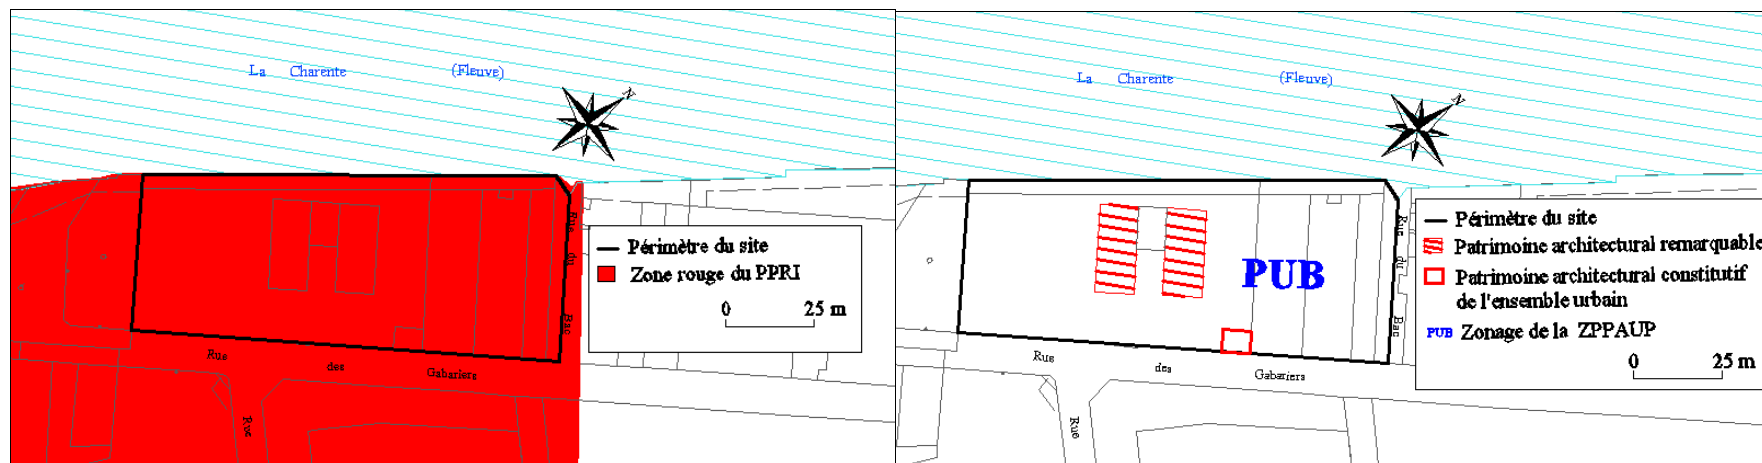 La Charente (Fleuve)
N
Rue du Bac
Périmètre du site
Zone rouge du PPRI
0 25 m
Rue des Gabariers
Rue
La Charente (Fleuve)
N
Rue du Bac
Périmètre du site
Patrimoine architectural remarquable
Patrimoine architectural constitutif
de l'ensemble urbain
PUB Zonage de la ZPPAUP
0 25 m
PUB
Rue des Gabariers
Rue